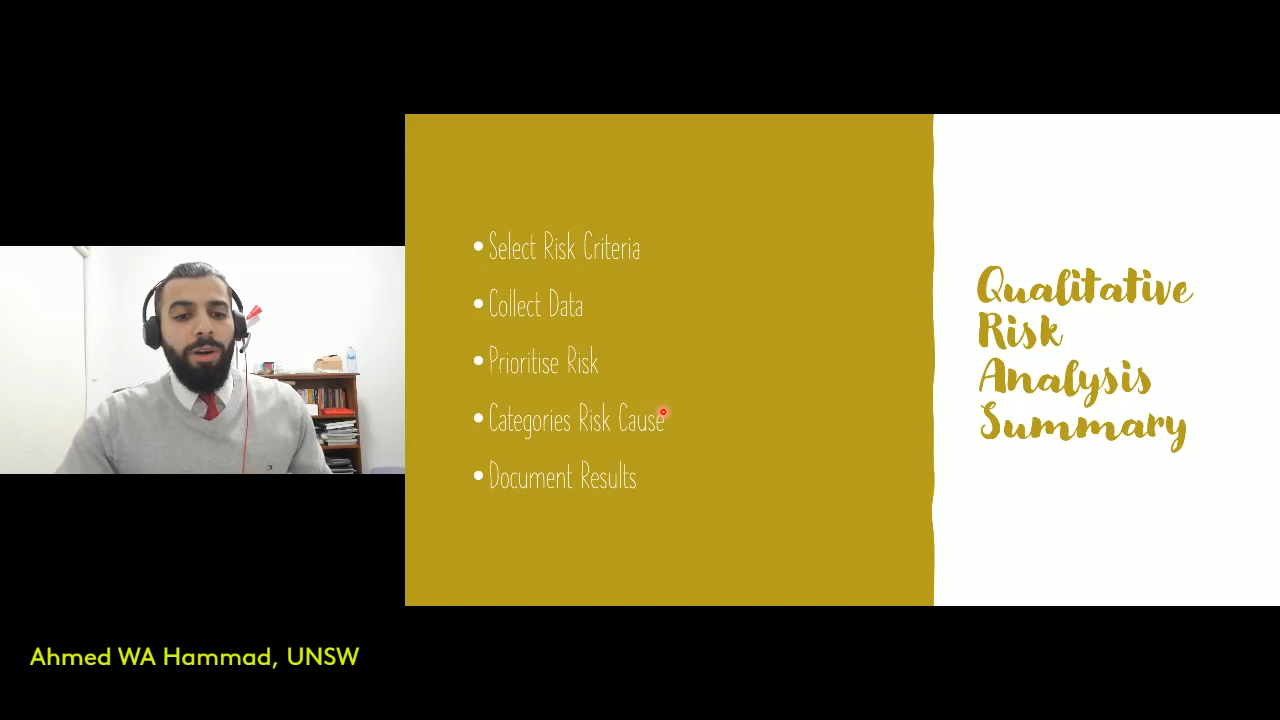 • Select Risk Criteria
• Collect Data
• Prioritise Risk
• Categories Risk Cause
• Document Results
Qualitative
Risk
Analysis
Summary
Ahmed WA Hammad, UNSW